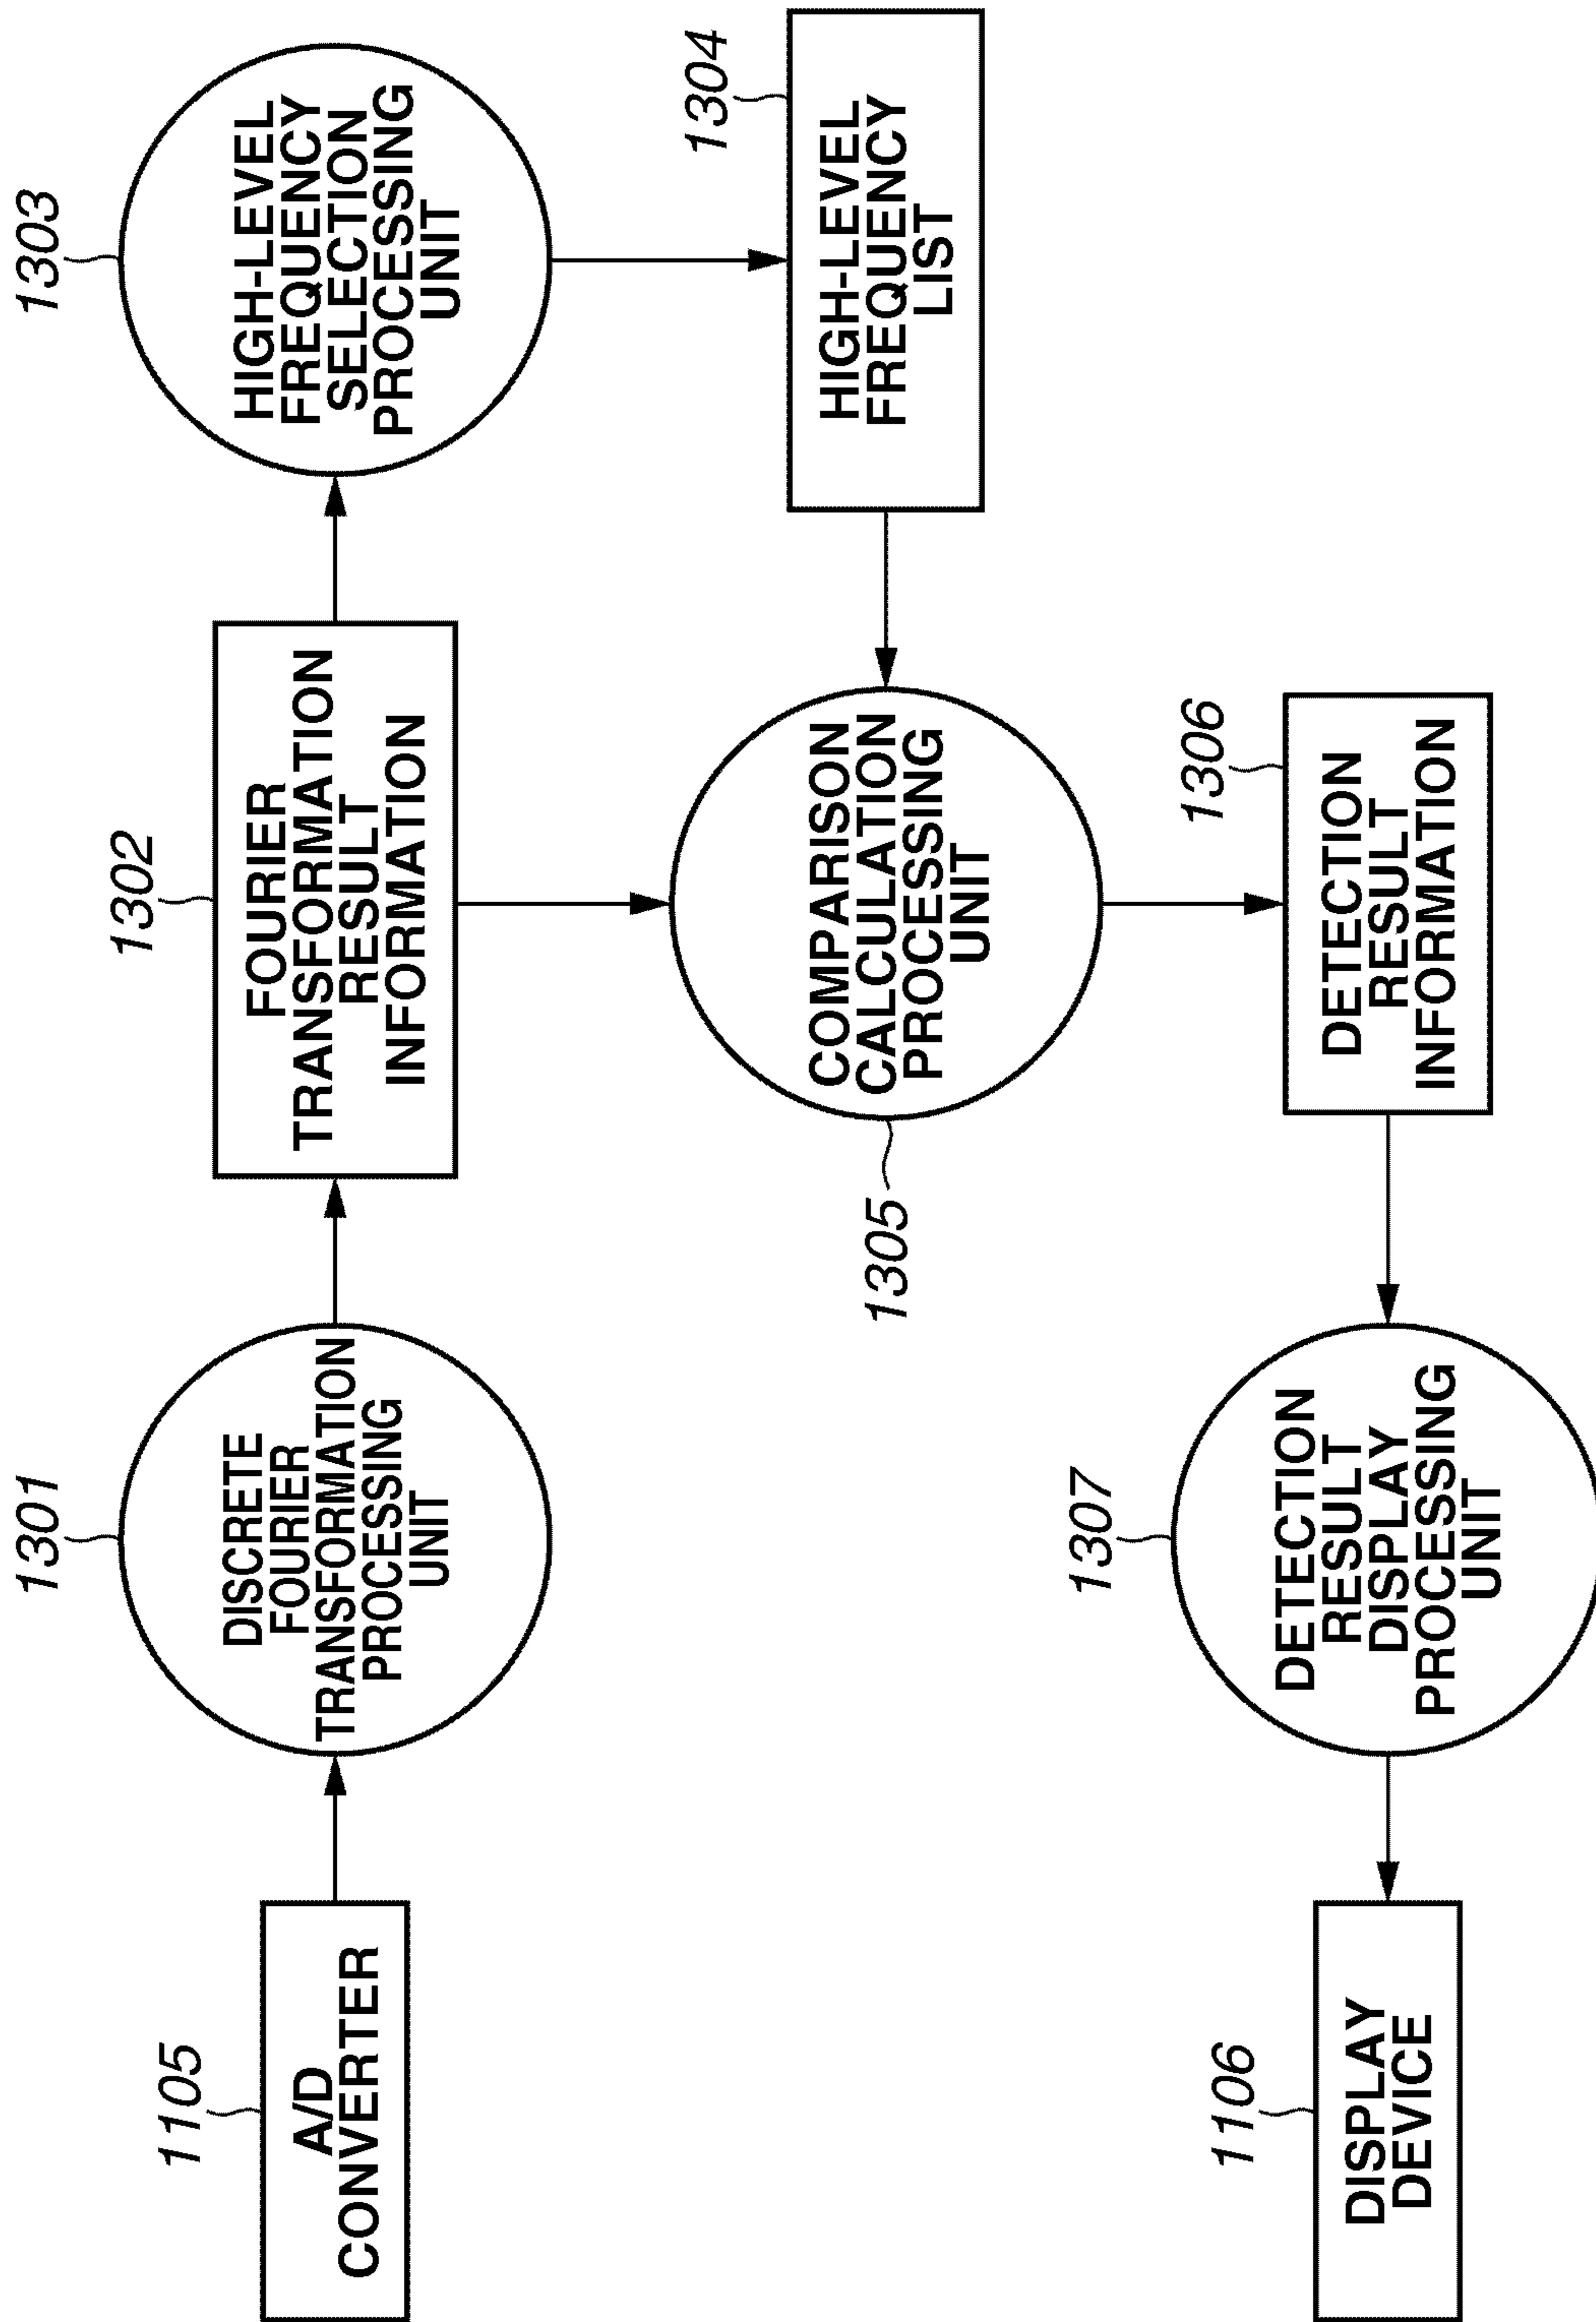 1105
A/D
CONVERTER
1301
DISCRETE
FOURIER
TRANSFORMATION
PROCESSING
UNIT
1302
FOURIER
TRANSFORMATION
RESULT
INFORMATION
1303
HIGH-LEVEL
FREQUENCY
SELECTION
PROCESSING
UNIT
1304
HIGH-LEVEL
FREQUENCY
LIST
1305
COMPARISON
CALCULATION
PROCESSING
UNIT
1306
DETECTION
RESULT
INFORMATION
1307
DETECTION
RESULT
DISPLAY
PROCESSING
UNIT
1106
DISPLAY
DEVICE